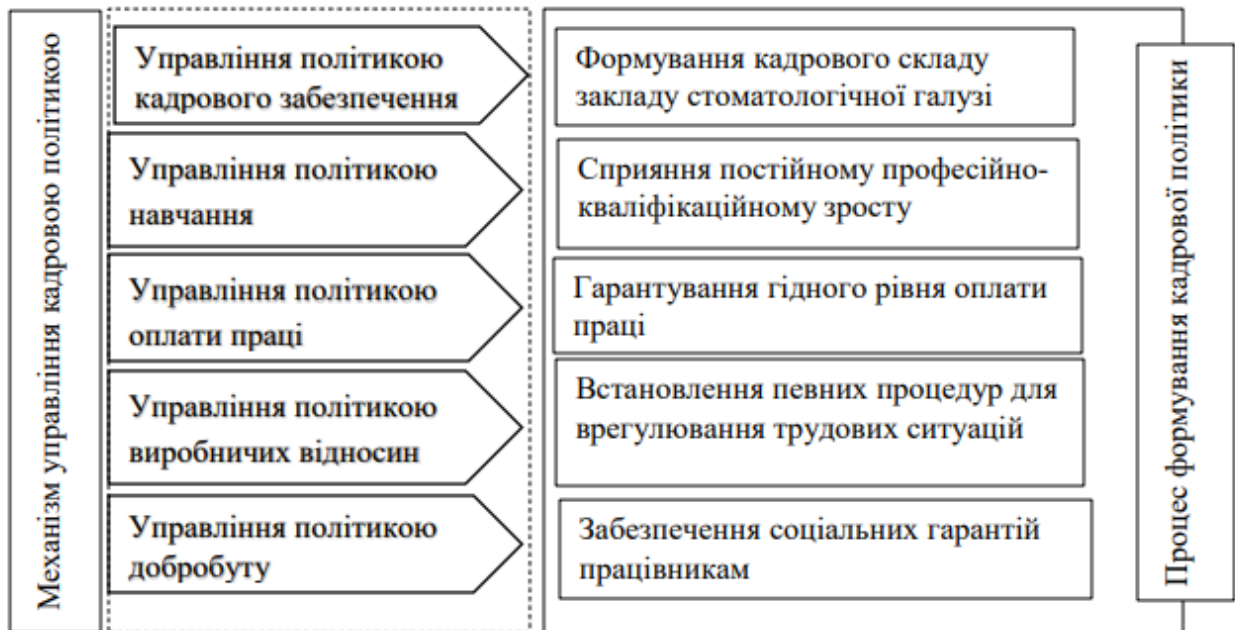 Механізм управління кадровою політикою
Управління політикою
кадрового забезпечення
Формування кадрового складу
закладу стоматологічної галузі
Управління політикою
навчання
Сприяння постійному професійно-
кваліфікаційному зросту
Управління політикою
оплати праці
Гарантування гідного рівня оплати
праці
Управління політикою
виробничих відносин
Встановлення певних процедур для
врегулювання трудових ситуацій
Управління політикою
добробуту
Забезпечення соціальних гарантій
працівникам
Процес формування кадрової політики